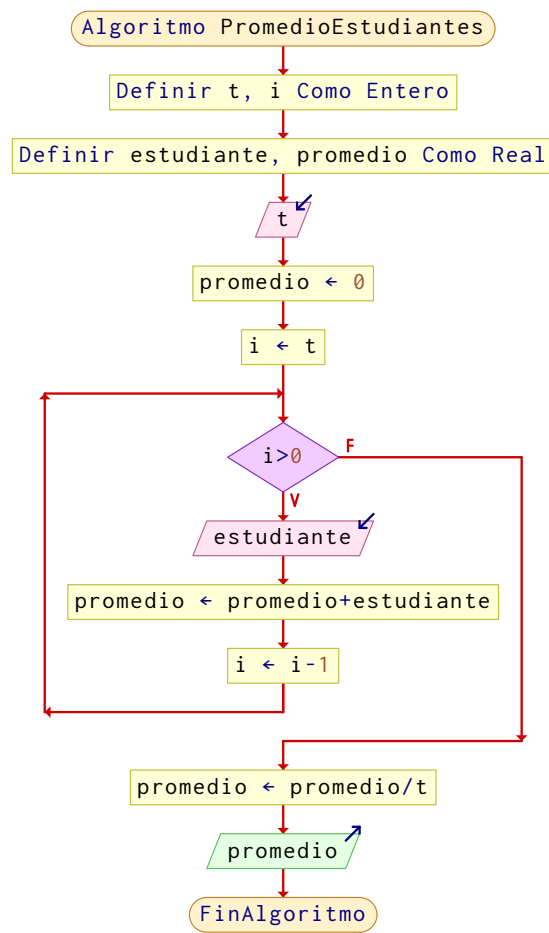 Algoritmo PromedioEstudiantes
Definir t, i Como Entero
Definir estudiante, promedio Como Real
t
promedio ← 0
i ← t
i>0
F
V
estudiante
promedio ← promedio+estudiante
i ← i-1
promedio ← promedio/t
promedio
FinAlgoritmo